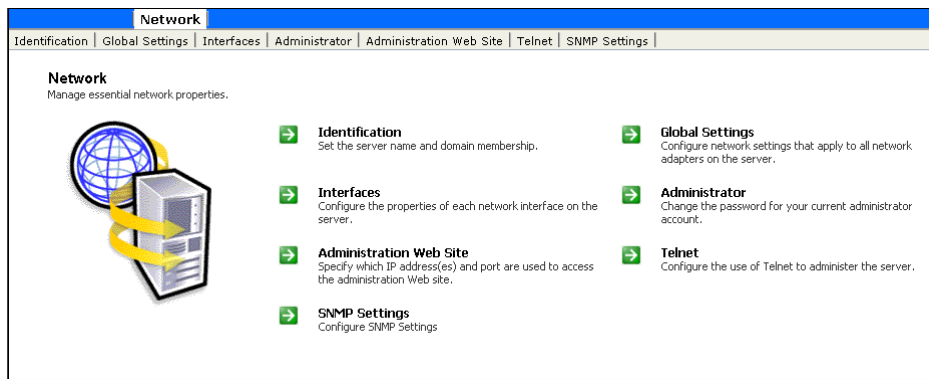 Network
Identification | Global Settings | Interfaces | Administrator | Administration Web Site | Telnet | SNMP Settings |
Network
Manage essential network properties.
Identification
Set the server name and domain membership.
Global Settings
Configure network settings that apply to all network
adapters on the server.
Interfaces
Configure the properties of each network interface on the
server.
Administrator
Change the password for your current administrator
account.
Administration Web Site
Specify which IP address(es) and port are used to access
the administration Web site.
Telnet
Configure the use of Telnet to administer the server.
SNMP Settings
Configure SNMP Settings